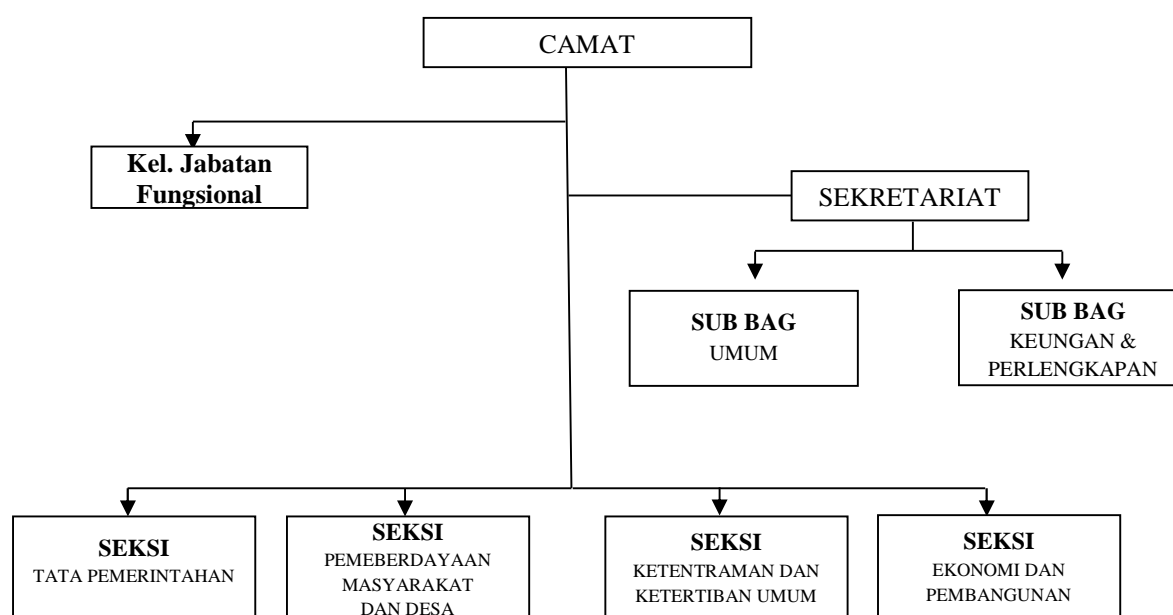 CAMAT
Kel. Jabatan
Fungsional
SEKRETARIAT
SUB BAG
UMUM
SUB BAG
KEUNGAN &
PERLENGKAPAN
SEKSI
TATA PEMERINTAHAN
SEKSI
PEMEBERDAYAAN
MASYARAKAT
DAN DESA
SEKSI
KETENTRAMAN DAN
KETERTIBAN UMUM
SEKSI
EKONOMI DAN
PEMBANGUNAN